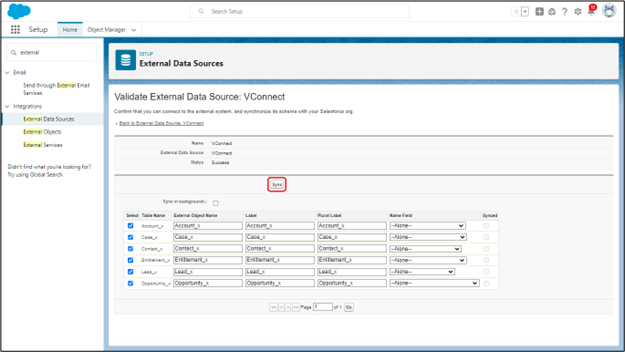 Search Setup
Setup
Home
Object Manager
external
Email
Send through External Email
Services
Integrations
External Data Sources
External Objects
External Services
Didn't find what you're looking for?
Try using Global Search.
SETUP
External Data Sources
Validate External Data Source: VConnect
Confirm that you can connect to the external system, and synchronize its schema with your Salesforce org.
Back to External Data Source: VConnect
Name VConnect
External Data Source VConnect
Status Success
Sync
Sync in background
Select Table Name External Object Name Label Plural Label Name Field Synced
Account_x Account_x Account_x Account_x --None--
Case_x Case_x Case_x Case_x --None--
Contact_x Contact_x Contact_x Contact_x --None--
Entitlement_x Entitlement_x Entitlement_x Entitlement_x --None--
Lead_x Lead_x Lead_x Lead_x --None--
Opportunity_x Opportunity_x Opportunity_x Opportunity_x --None--
<< < > >> Page 1 of 1 Go